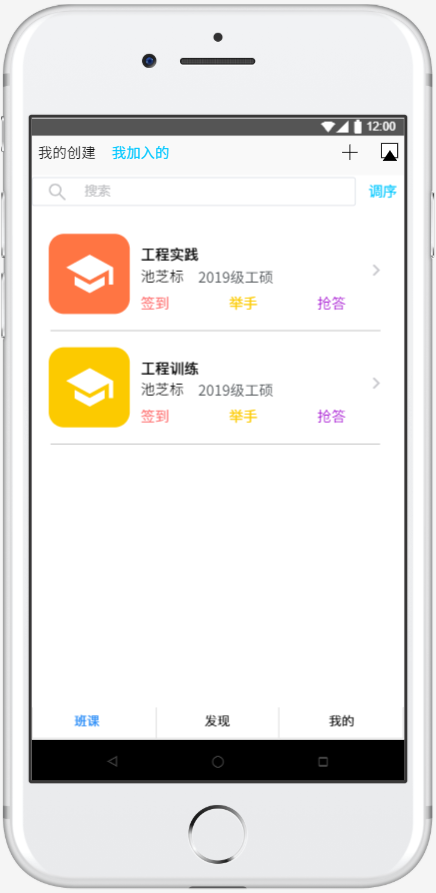 12:00
我的创建 我加入的
搜索 调序
工程实践
池芝标 2019级工硕
签到 举手 抢答
工程训练
池芝标 2019级工硕
签到 举手 抢答
班课 发现 我的